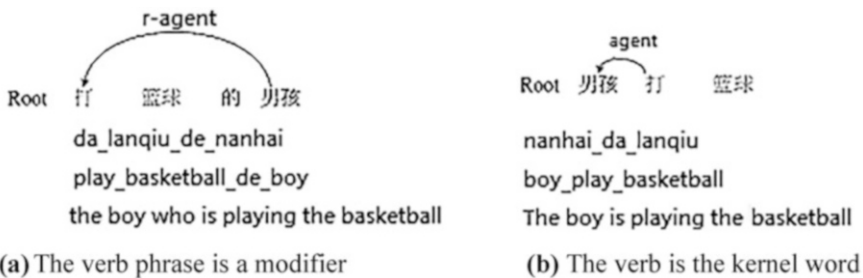 r-agent
Root 打 篮球 的 男孩
da_lanqiu_de_nanhai
play_basketball_de_boy
the boy who is playing the basketball
(a) The verb phrase is a modifier
agent
Root 男孩 打 篮球
nanhai_da_lanqiu
boy_play_basketball
The boy is playing the basketball
(b) The verb is the kernel word